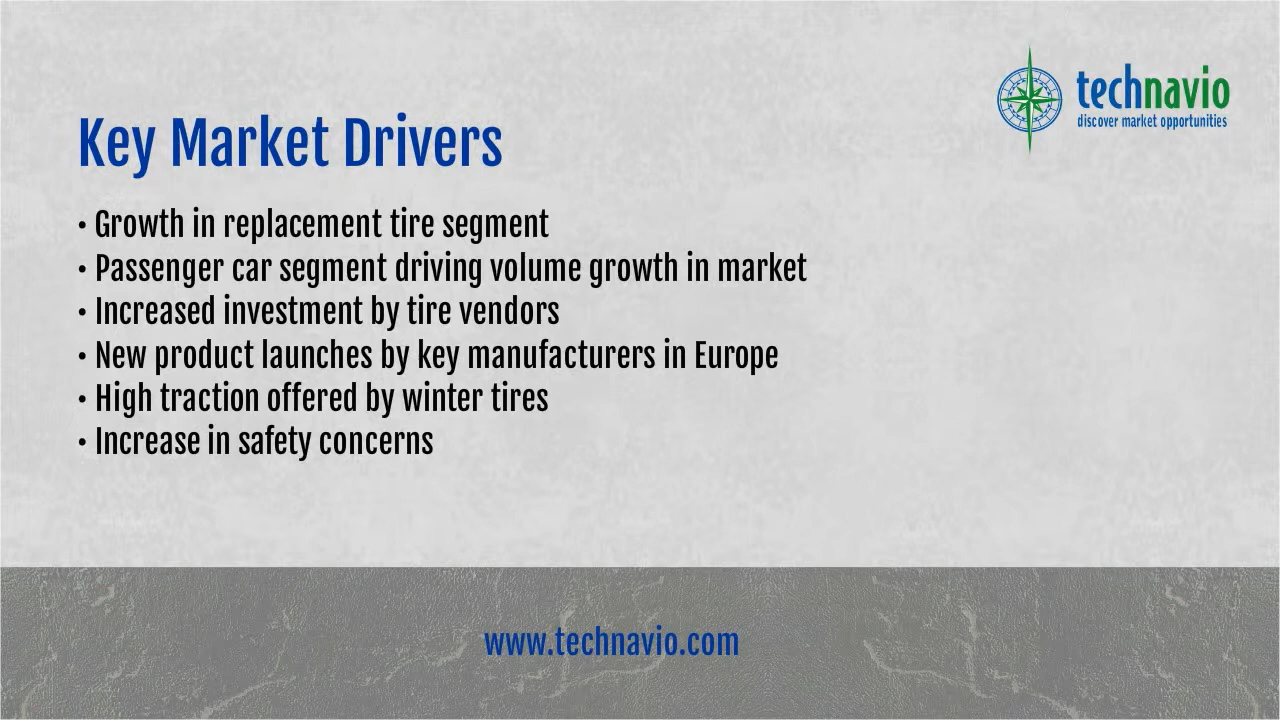 technavio
discover market opportunities
Key Market Drivers
• Growth in replacement tire segment
• Passenger car segment driving volume growth in market
• Increased investment by tire vendors
• New product launches by key manufacturers in Europe
• High traction offered by winter tires
• Increase in safety concerns
www.technavio.com